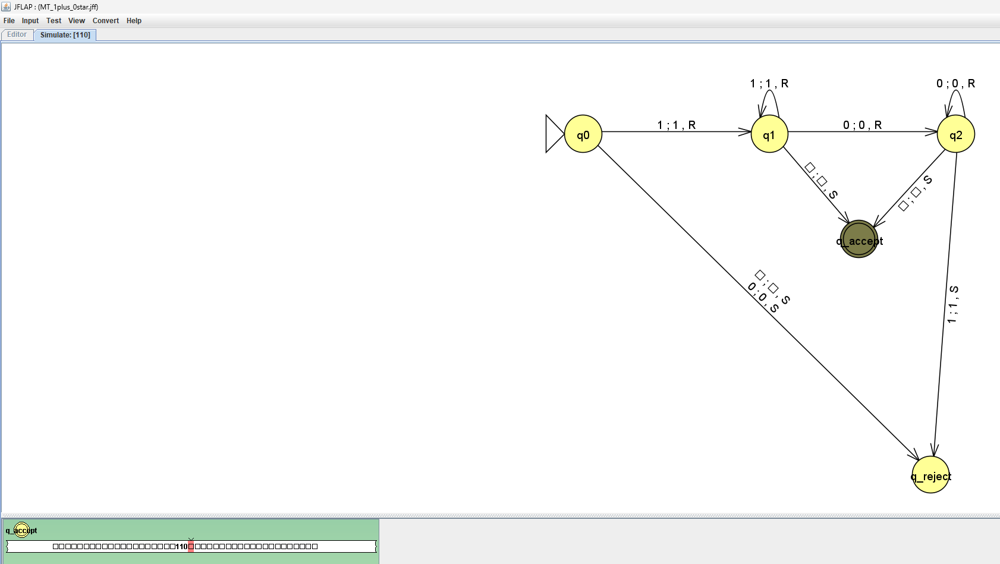 JFLAP : (MT_1plus_0star.jff)
File Input Test View Convert Help
Editor Simulate: [110]
1 ; 1 , R
0 ; 0 , R
1 ; 1 , R
0 ; 0 , R
q0
q1
q2
□ ; □ , S
□ ; □ , S
q_accept
□ ; □ , S
0 ; 0 , S
1 ; 1 , S
q_reject
q_accept
□□□□□□□□□□□□□□□□□□□□110□□□□□□□□□□□□□□□□□□□□□